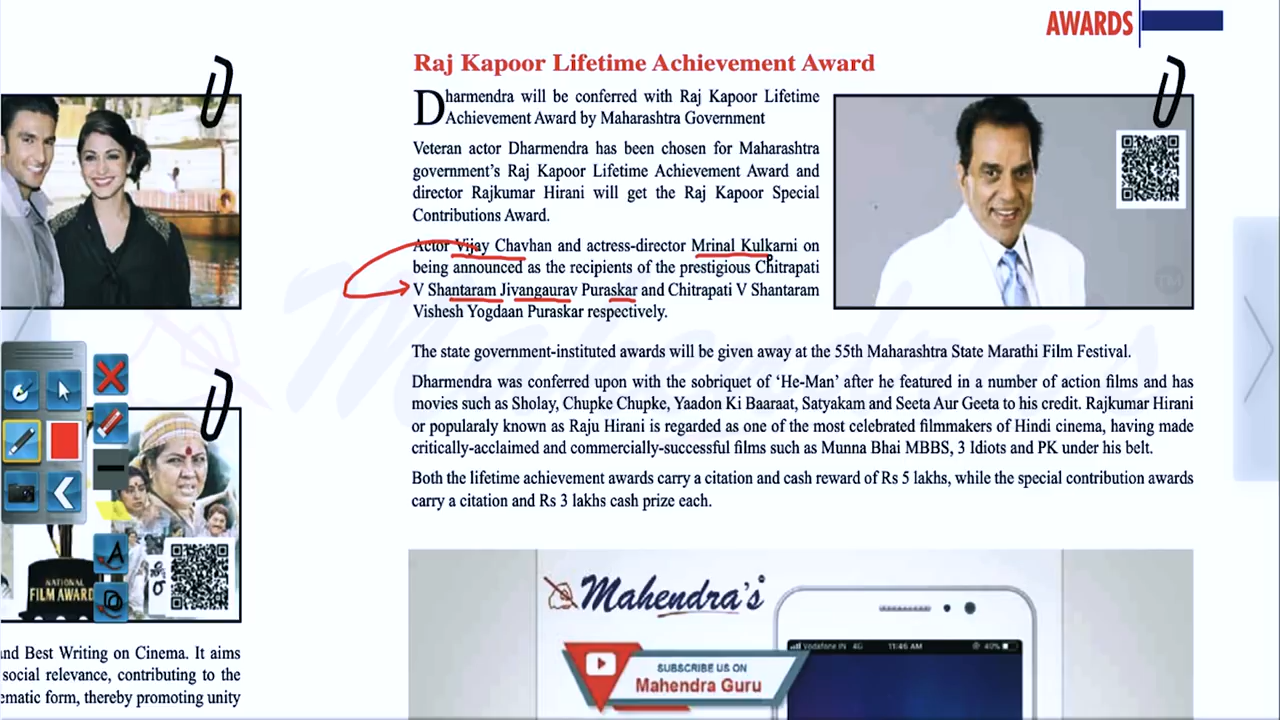 AWARDS
Raj Kapoor Lifetime Achievement Award
Dharmendra will be conferred with Raj Kapoor Lifetime
Achievement Award by Maharashtra Government
Veteran actor Dharmendra has been chosen for Maharashtra
government's Raj Kapoor Lifetime Achievement Award and
director Rajkumar Hirani will get the Raj Kapoor Special
Contributions Award.
Actor Vijay Chavhan and actress-director Mrinal Kulkarni on
being announced as the recipients of the prestigious Chitrapati
V Shantaram Jivangaurav Puraskar and Chitrapati V Shantaram
Vishesh Yogdaan Puraskar respectively.
The state government-instituted awards will be given away at the 55th Maharashtra State Marathi Film Festival.
Dharmendra was conferred upon with the sobriquet of 'He-Man' after he featured in a number of action films and has
movies such as Sholay, Chupke Chupke, Yaadon Ki Baaraat, Satyakam and Seeta Aur Geeta to his credit. Rajkumar Hirani
or popularaly known as Raju Hirani is regarded as one of the most celebrated filmmakers of Hindi cinema, having made
critically-acclaimed and commercially-successful films such as Munna Bhai MBBS, 3 Idiots and PK under his belt.
Both the lifetime achievement awards carry a citation and cash reward of Rs 5 lakhs, while the special contribution awards
carry a citation and Rs 3 lakhs cash prize each.
NATIONAL
FILM AWARD
and Best Writing on Cinema. It aims
social relevance, contributing to the
ematic form, thereby promoting unity
Mahendra's
Mahendra's
SUBSCRIBE US ON
Mahendra Guru
Vodafone IN 4G 11:46 AM 40%